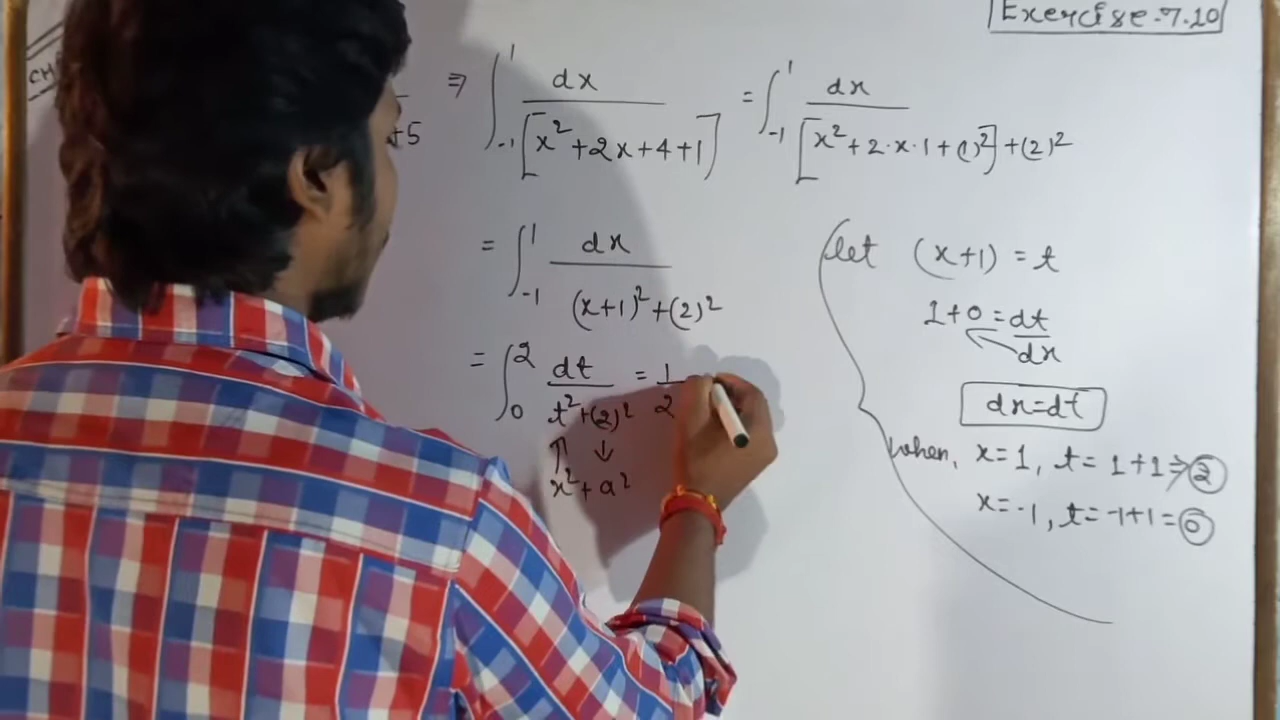 Exercise-7.10
CH
+5
⇒ ∫₋₁¹ dx / [x² + 2x + 4 + 1] = ∫₋₁¹ dx / [x² + 2·x·1 + (1)²] + (2)²
= ∫₋₁¹ dx / (x+1)² + (2)²
= ∫₀² dt / t² + (2)² = 1/2
x² + a²
let (x+1) = t
1+0 = dt/dx
dx = dt
when, x = 1, t = 1+1 ⇒ 2
x = -1, t = -1+1 = 0